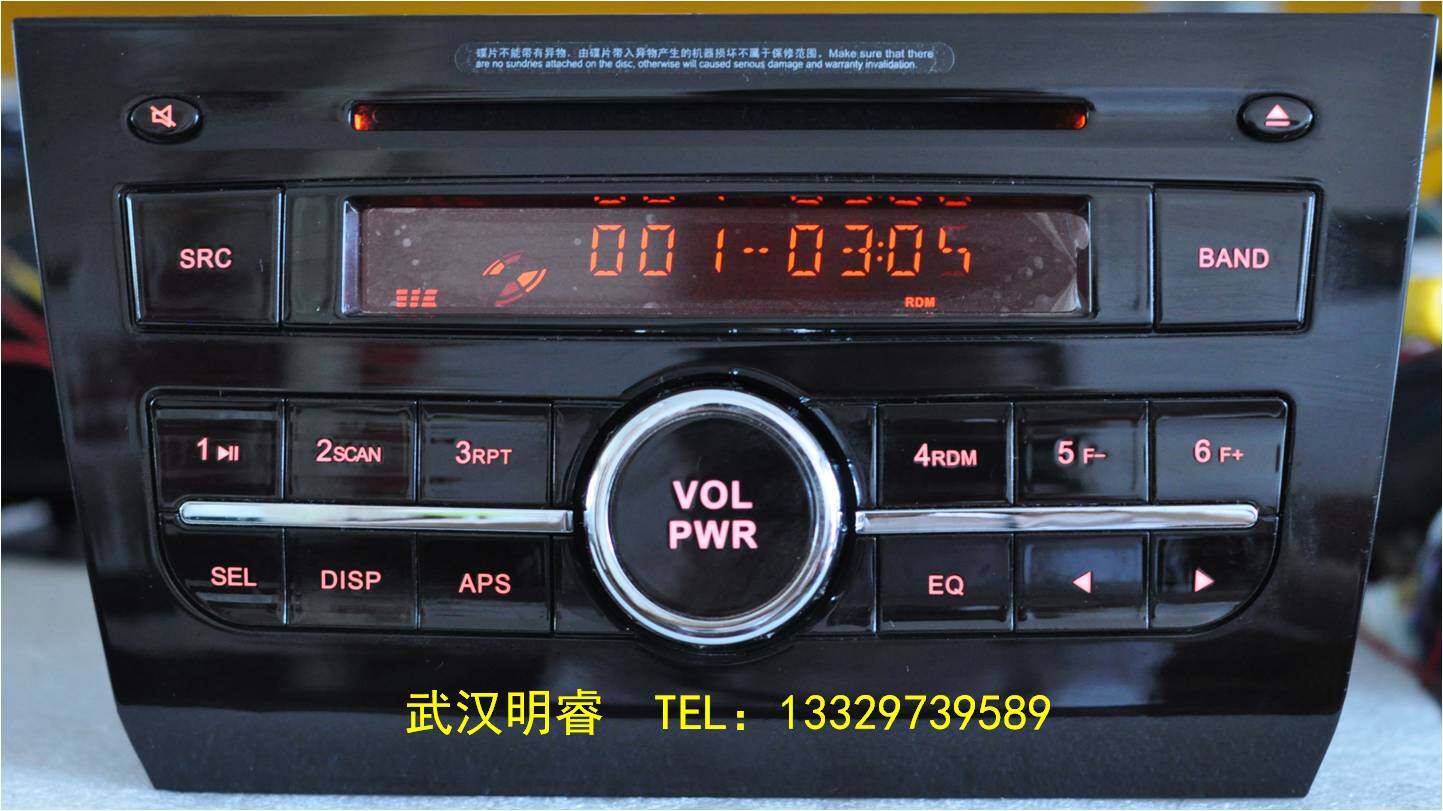 碟片不能带有异物，由碟片带入异物产生的机器损坏不属于保修范围。Make sure that there
are no sundries attached on the disc, otherwise will caused serious damage and warranty invalidation.
SRC
001--03:05
RDM
BAND
1
2SCAN
3RPT
4RDM
5 F-
6 F+
VOL
PWR
SEL
DISP
APS
EQ
武汉明睿 TEL：13329739589